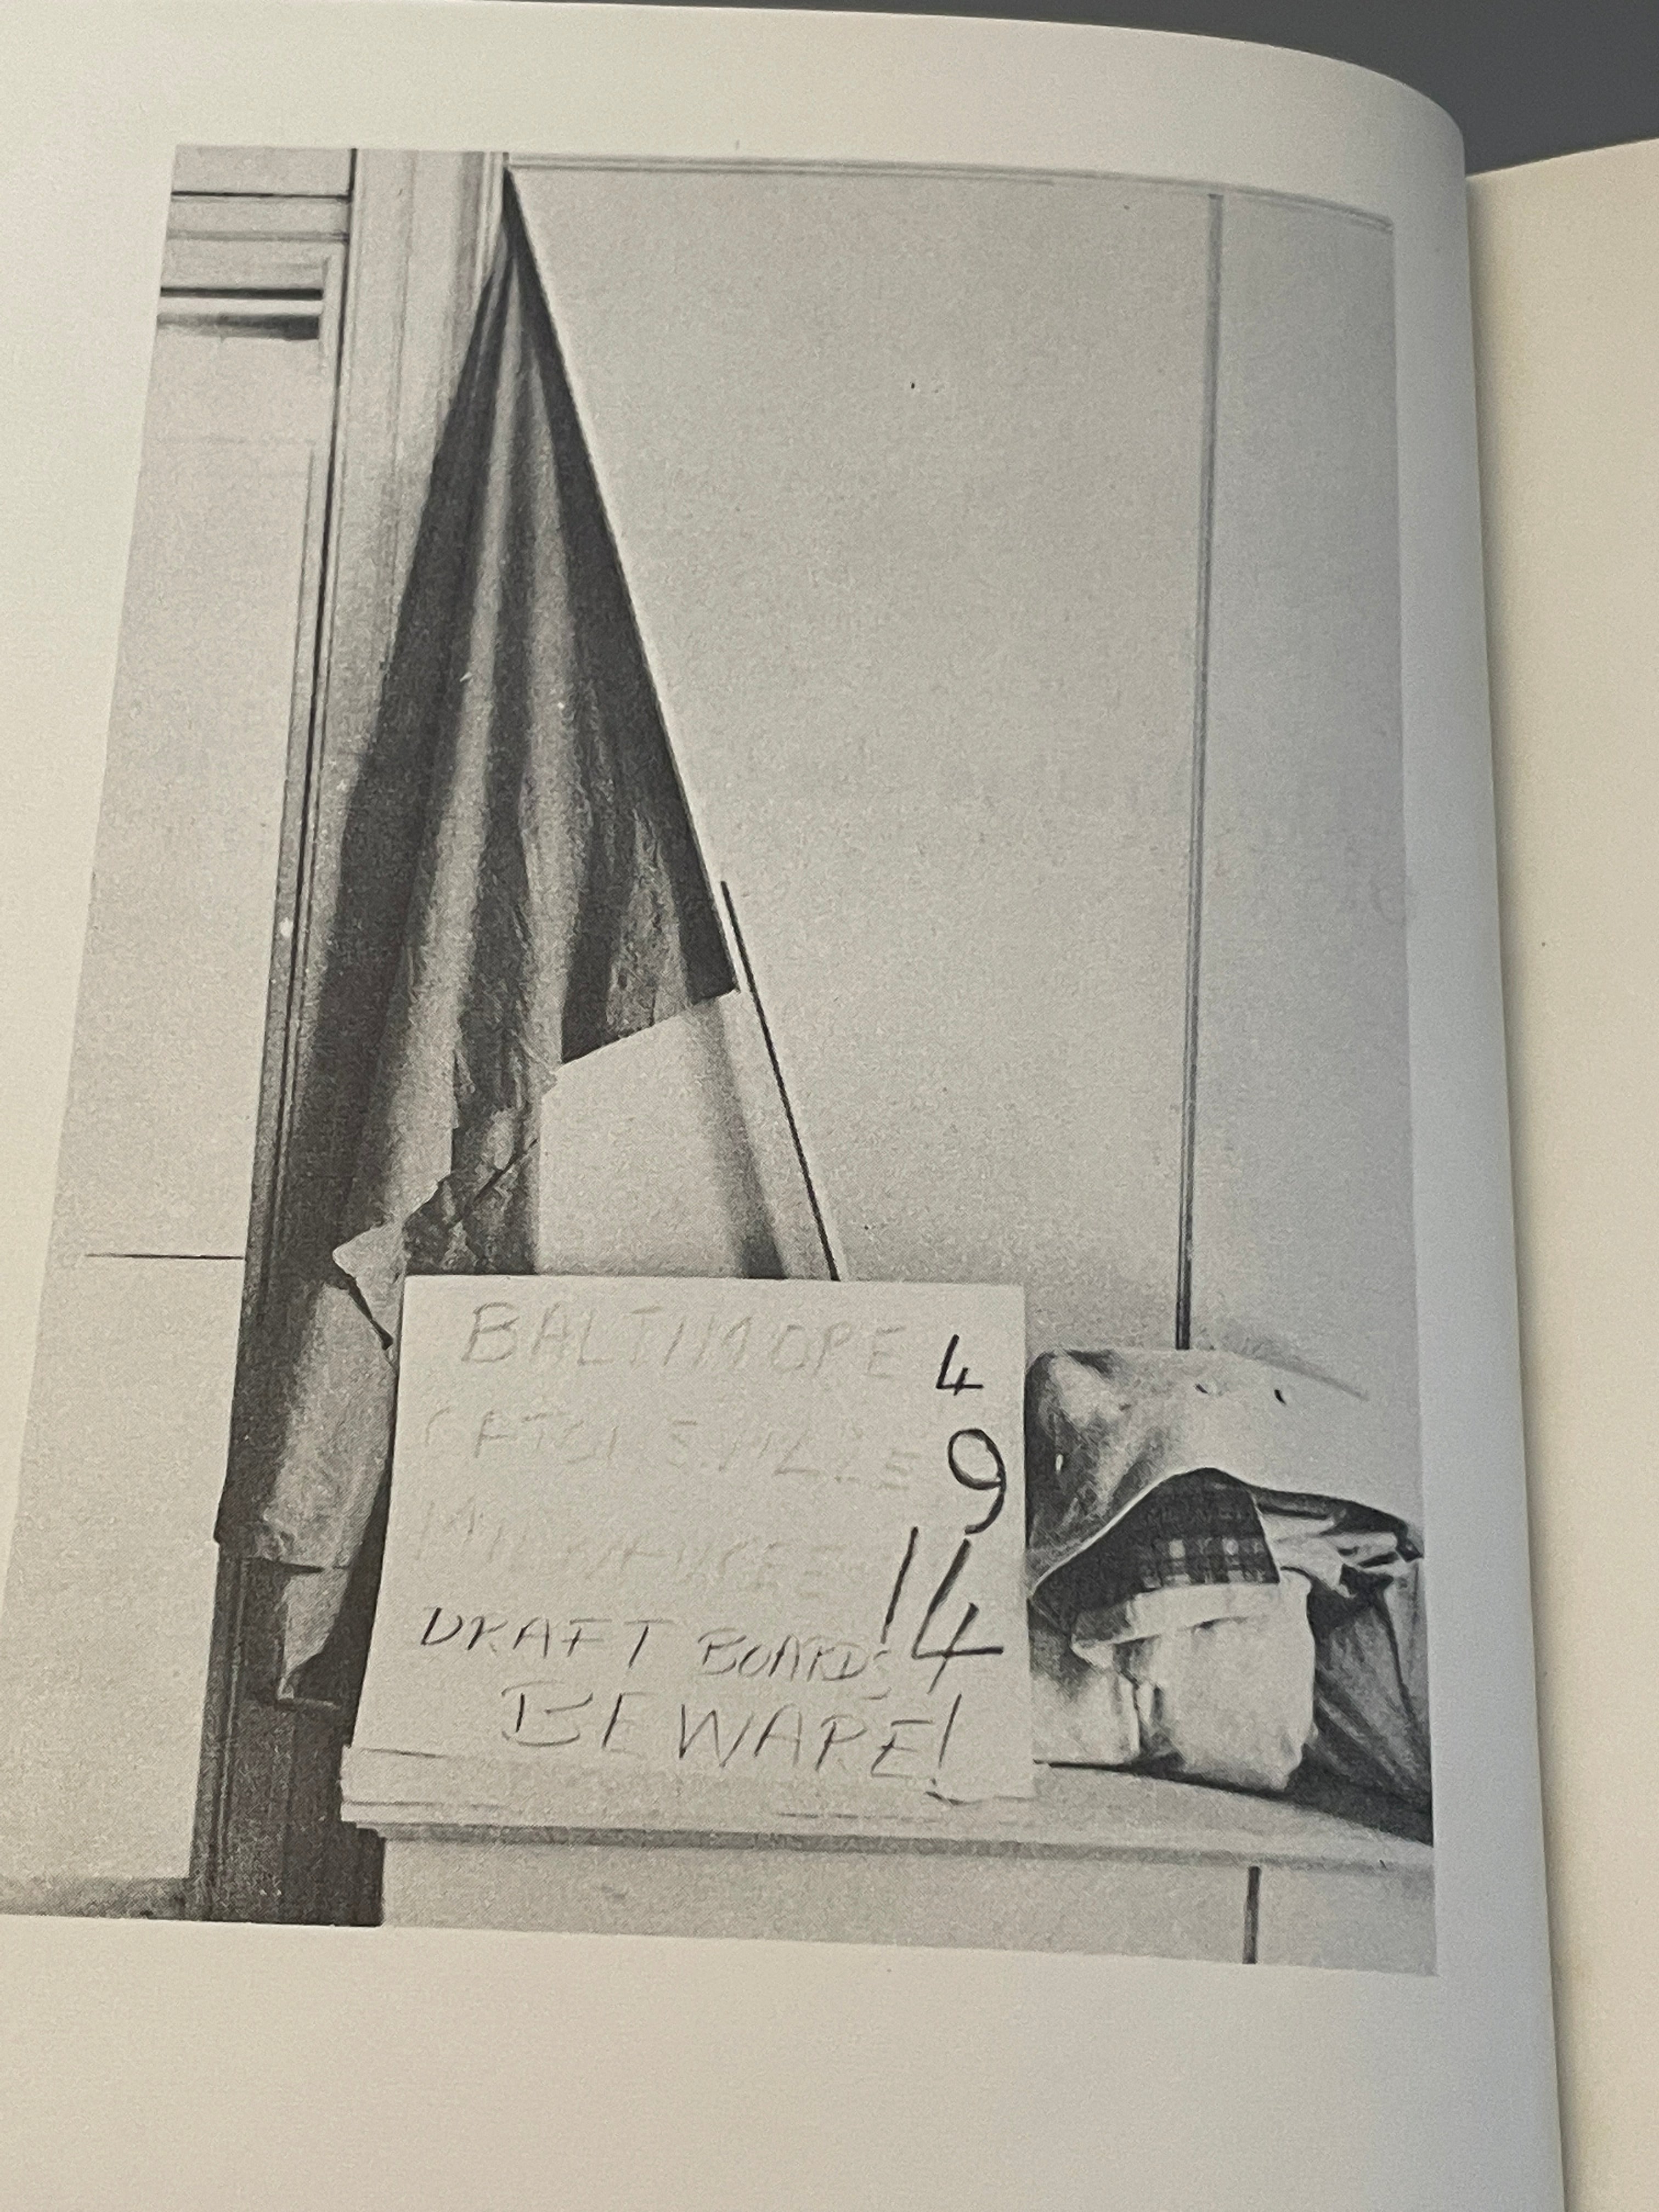 BALTIMORE 4
CATONSVILLE 9
MILWAUKEE 14
DRAFT BOARDS
BEWARE!